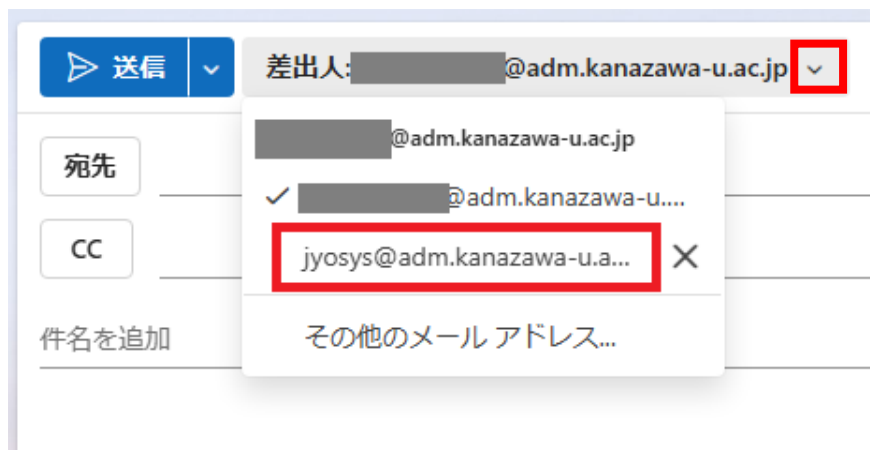 送信
差出人: @adm.kanazawa-u.ac.jp
@adm.kanazawa-u.ac.jp
宛先
@adm.kanazawa-u....
CC
jyosys@adm.kanazawa-u.a...
件名を追加
その他のメール アドレス...